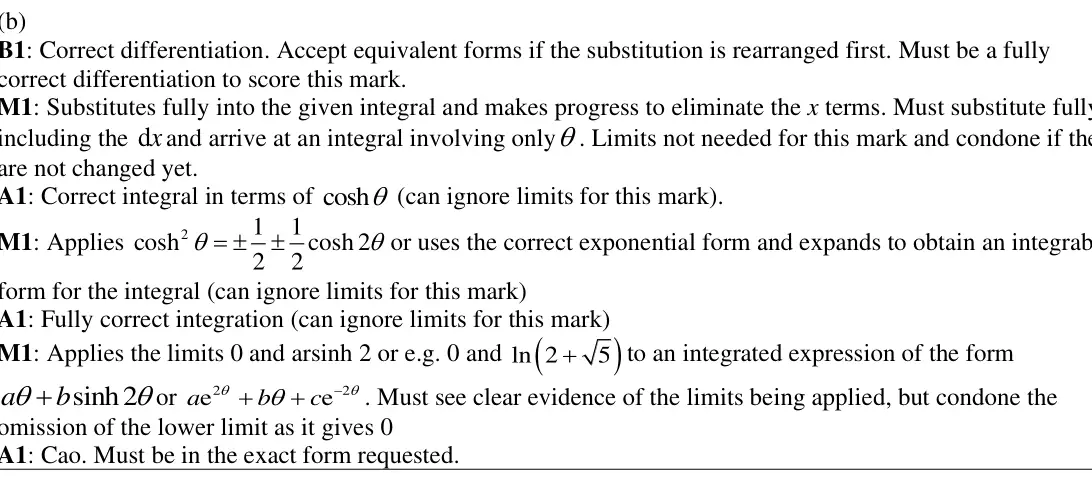 (b)
B1: Correct differentiation. Accept equivalent forms if the substitution is rearranged first. Must be a fully
correct differentiation to score this mark.
M1: Substitutes fully into the given integral and makes progress to eliminate the x terms. Must substitute fully
including the dx and arrive at an integral involving only θ. Limits not needed for this mark and condone if the
are not changed yet.
A1: Correct integral in terms of cosh θ (can ignore limits for this mark).
M1: Applies cosh² θ = ± 1/2 ± 1/2 cosh 2θ or uses the correct exponential form and expands to obtain an integrab
form for the integral (can ignore limits for this mark)
A1: Fully correct integration (can ignore limits for this mark)
M1: Applies the limits 0 and arsinh 2 or e.g. 0 and ln(2 + √5) to an integrated expression of the form
aθ + b sinh 2θ or ae^{2θ} + bθ + ce^{−2θ}. Must see clear evidence of the limits being applied, but condone the
omission of the lower limit as it gives 0
A1: Cao. Must be in the exact form requested.